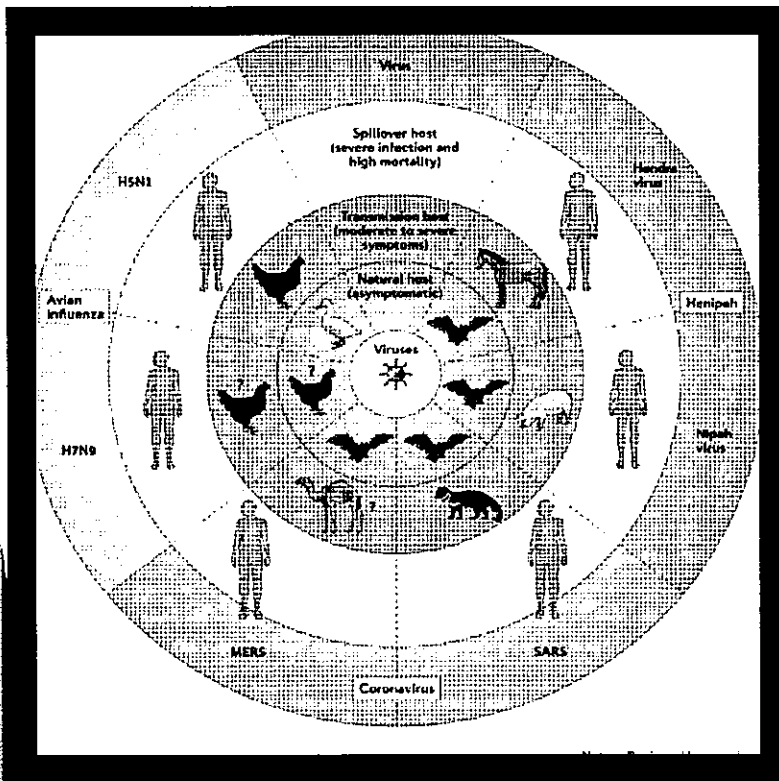 Virus
Spillover host
(severe infection and
high mortality)
H5N1
Hendra
virus
Transmission host
(moderate to severe
symptoms)
Natural host
(asymptomatic)
Avian
influenza
Henipah
Viruses
?
?
H7N9
Nipah
virus
?
MERS
SARS
Coronavirus